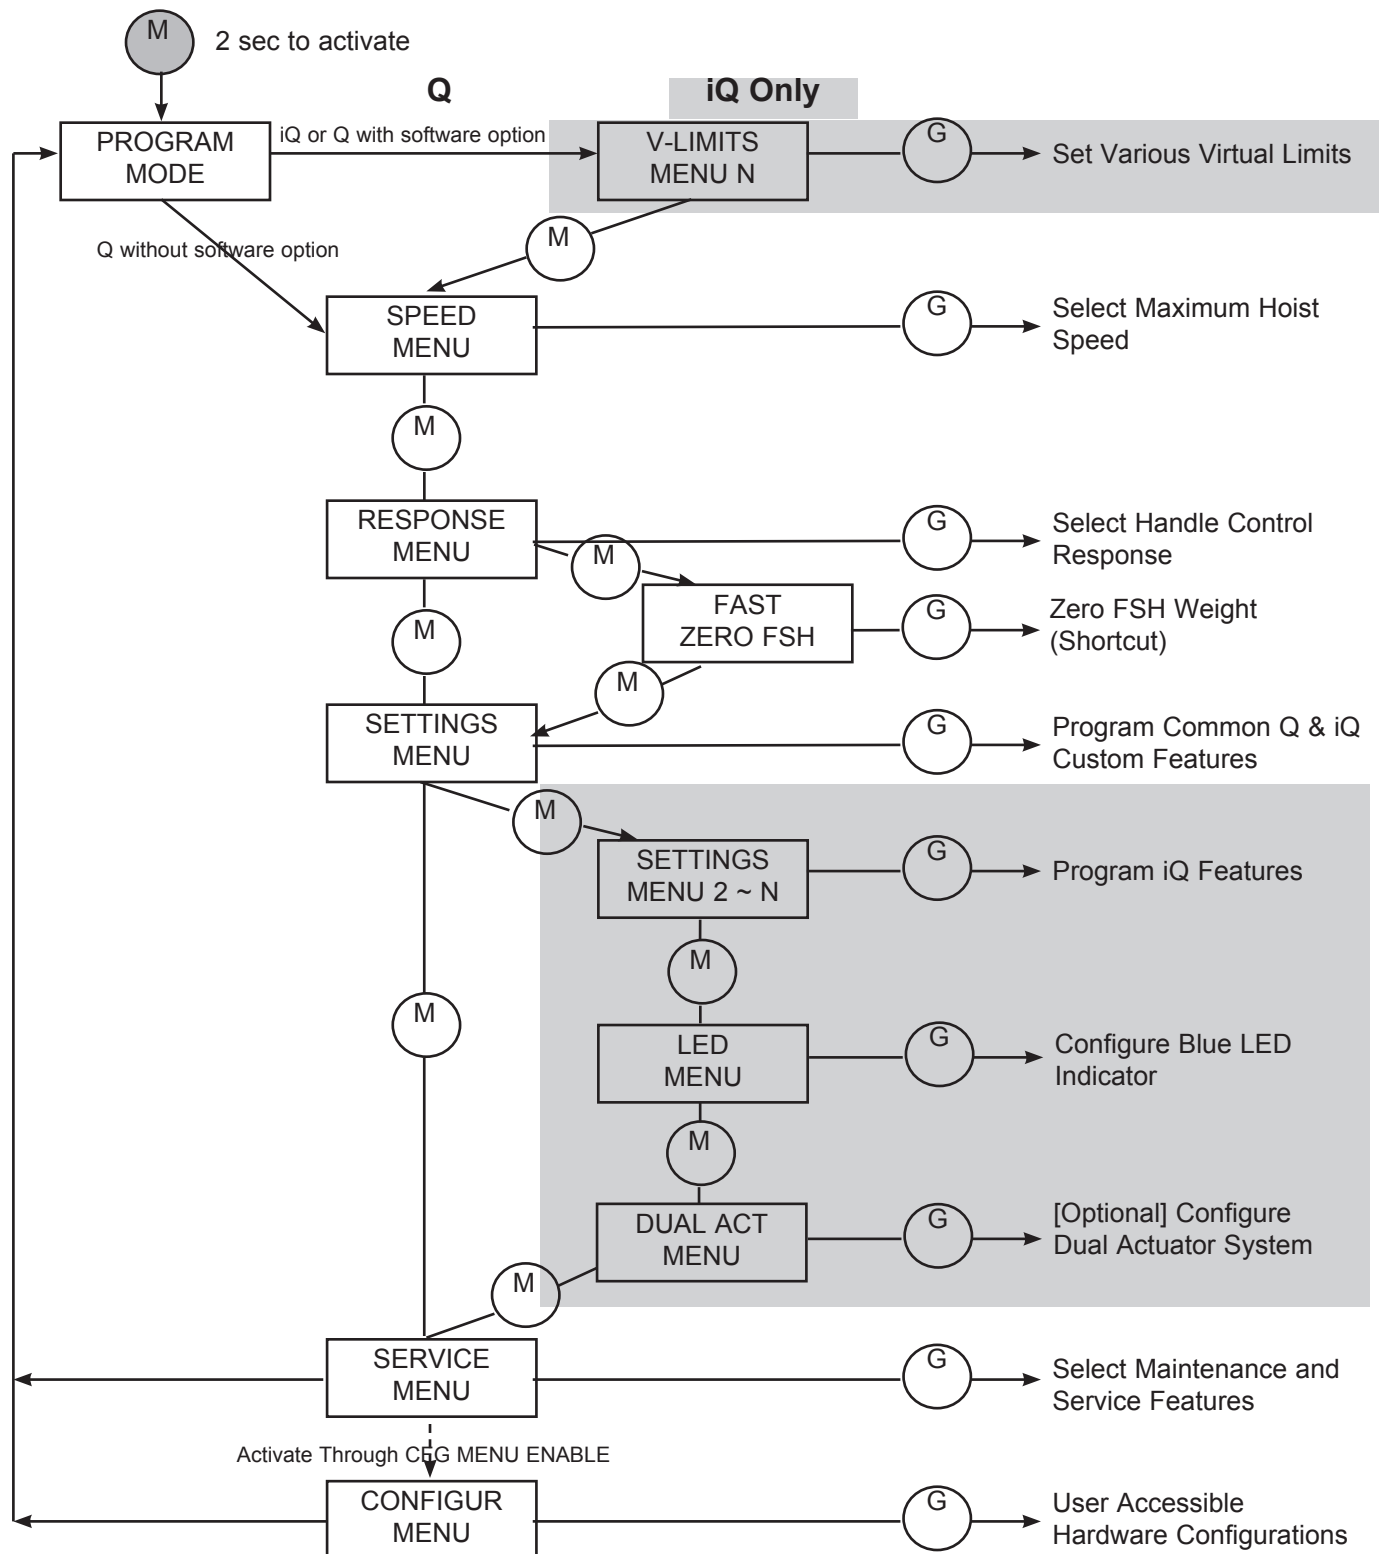 M
2 sec to activate
Q
iQ Only
PROGRAM
MODE
iQ or Q with software option
V-LIMITS
MENU N
G
Set Various Virtual Limits
Q without software option
M
SPEED
MENU
G
Select Maximum Hoist
Speed
M
RESPONSE
MENU
M
G
Select Handle Control
Response
FAST
ZERO FSH
G
Zero FSH Weight
(Shortcut)
M
M
SETTINGS
MENU
G
Program Common Q & iQ
Custom Features
M
SETTINGS
MENU 2 ~ N
G
Program iQ Features
M
M
LED
MENU
G
Configure Blue LED
Indicator
M
DUAL ACT
MENU
G
[Optional] Configure
Dual Actuator System
M
SERVICE
MENU
G
Select Maintenance and
Service Features
Activate Through CFG MENU ENABLE
CONFIGUR
MENU
G
User Accessible
Hardware Configurations